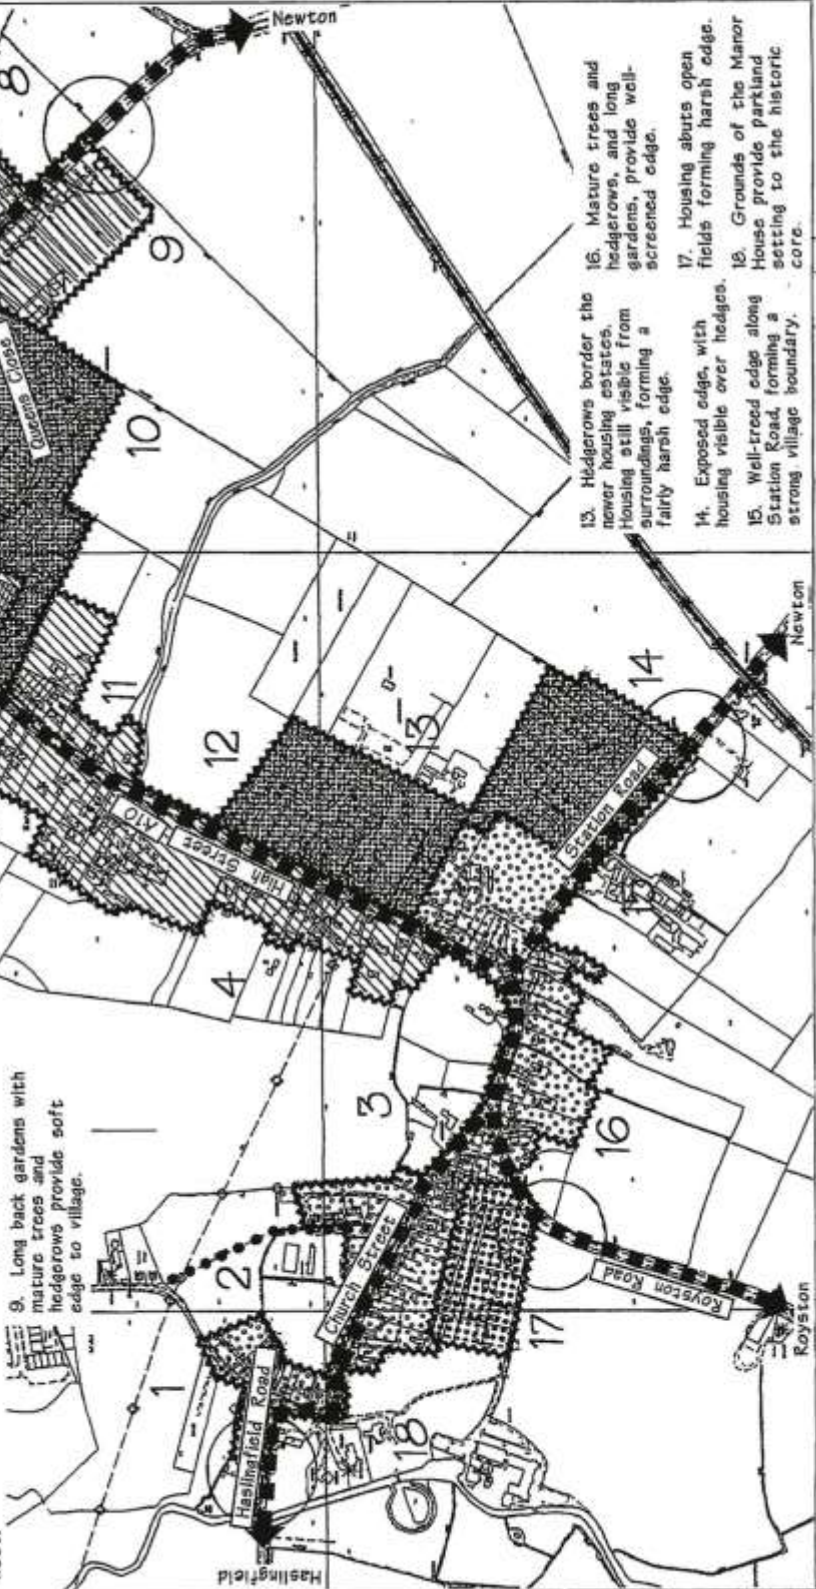 Newton
8
9
Queens Close
10
11
12
High Street A10
4
13
14
Newton
Station Road
15
3
16
2
Church Street
Royston Road
Royston
17
1
Haslingfield Road
Haslingfield
18
9. Long back gardens with
mature trees and
hedgerows provide soft
edge to village.
13. Hedgerows border the
newer housing estates.
Housing still visible from
surroundings, forming a
fairly harsh edge.
14. Exposed edge, with
housing visible over hedges.
15. Well-treed edge along
Station Road, forming a
strong village boundary.
16. Mature trees and
hedgerows, and long
gardens, provide well-
screened edge.
17. Housing abuts open
fields forming harsh edge.
18. Grounds of the Manor
House provide parkland
setting to the historic
core.